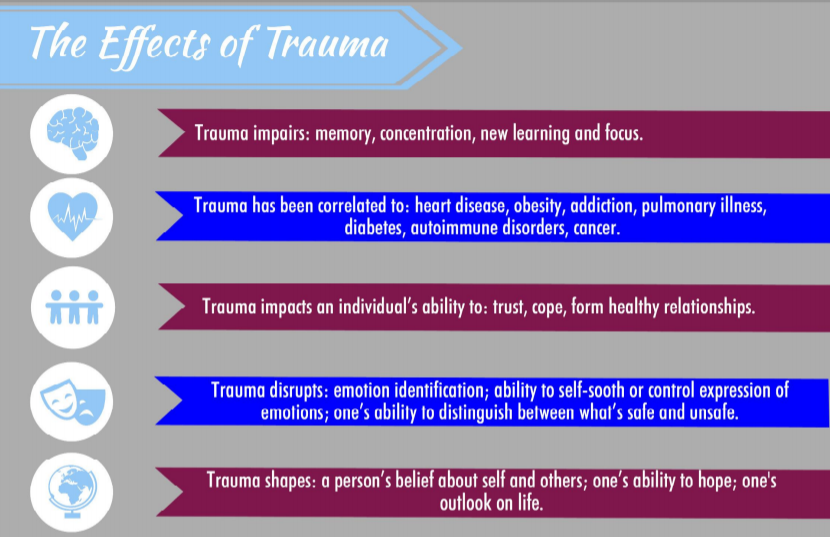 The Effects of Trauma
Trauma impairs: memory, concentration, new learning and focus.
Trauma has been correlated to: heart disease, obesity, addiction, pulmonary illness,
diabetes, autoimmune disorders, cancer.
Trauma impacts an individual's ability to: trust, cope, form healthy relationships.
Trauma disrupts: emotion identification; ability to self-sooth or control expression of
emotions; one's ability to distinguish between what's safe and unsafe.
Trauma shapes: a person's belief about self and others; one's ability to hope; one's
outlook on life.